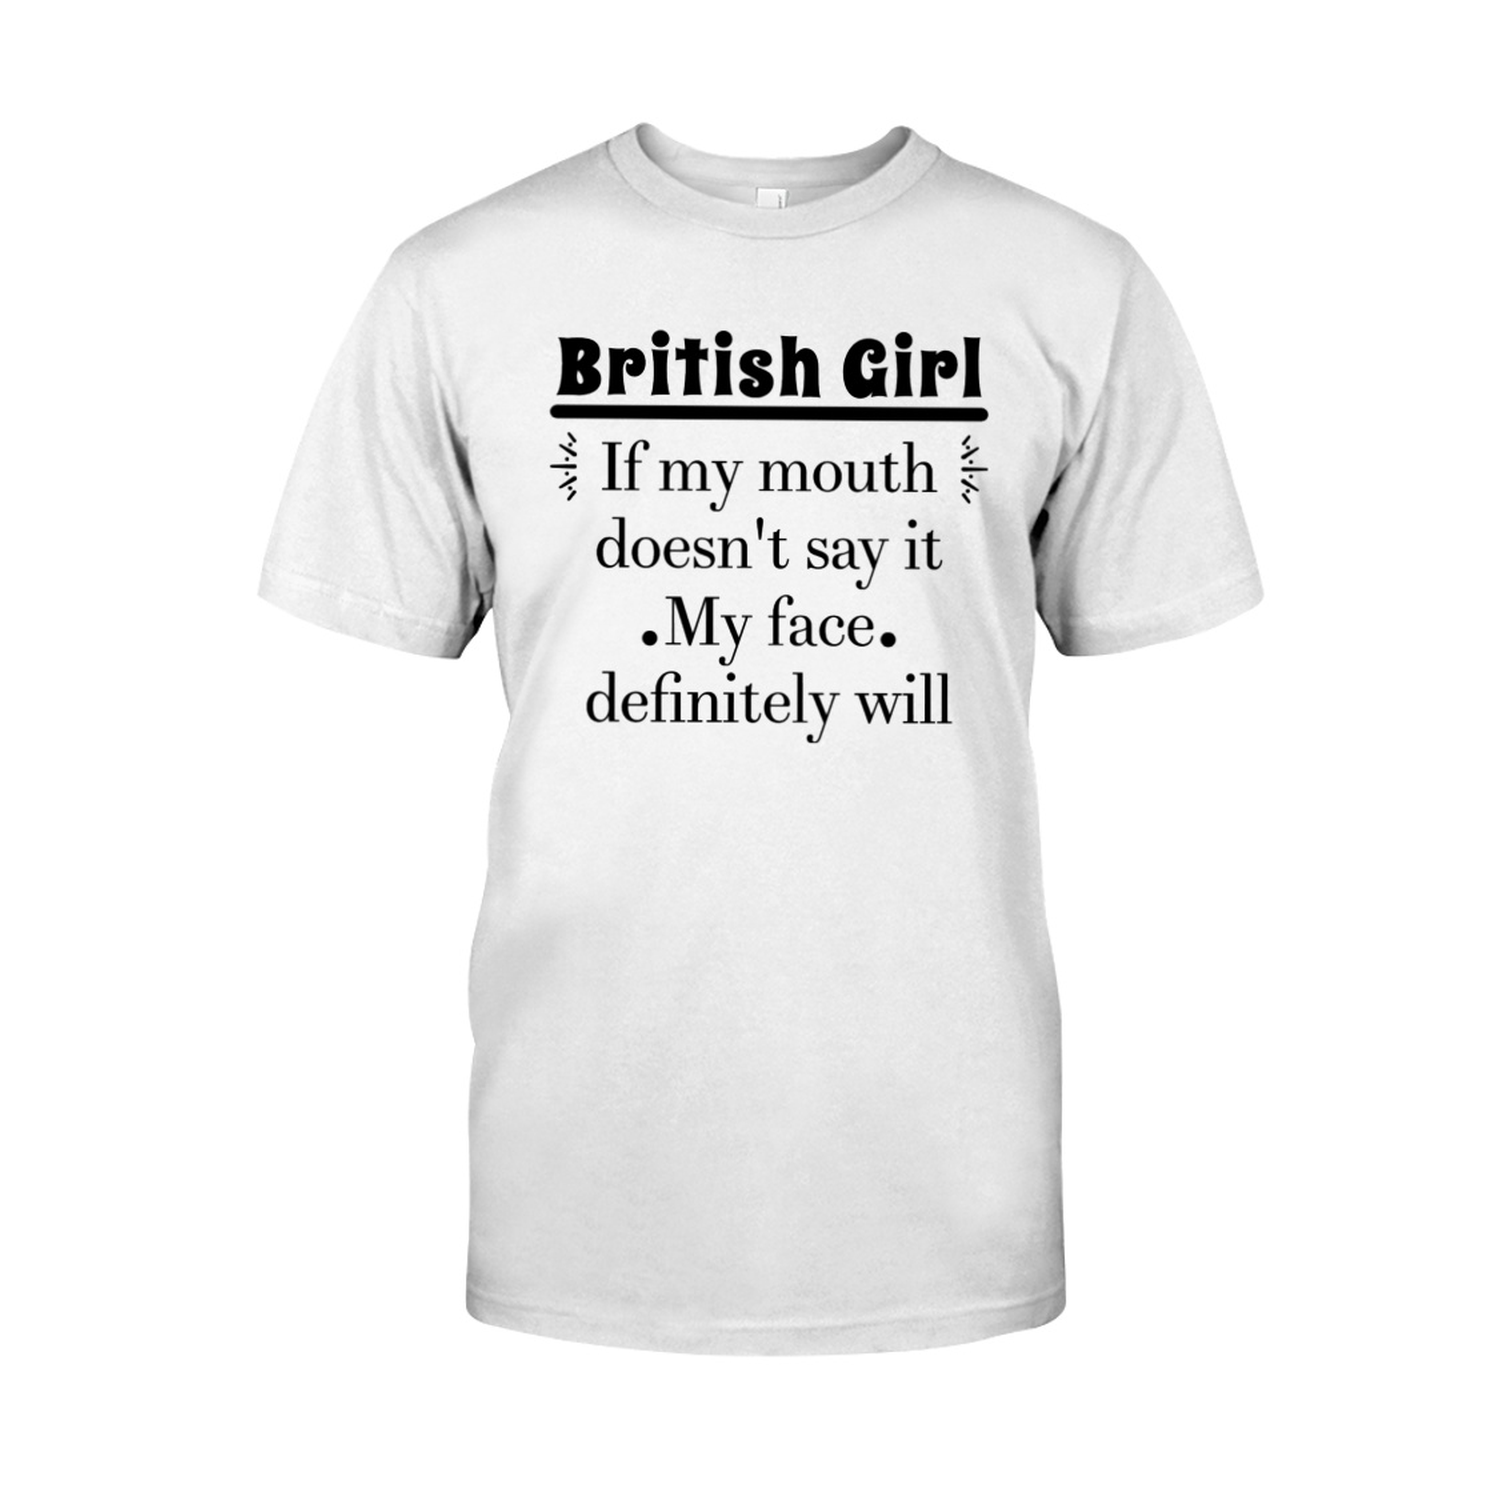 British Girl
If my mouth
doesn't say it
.My face.
definitely will